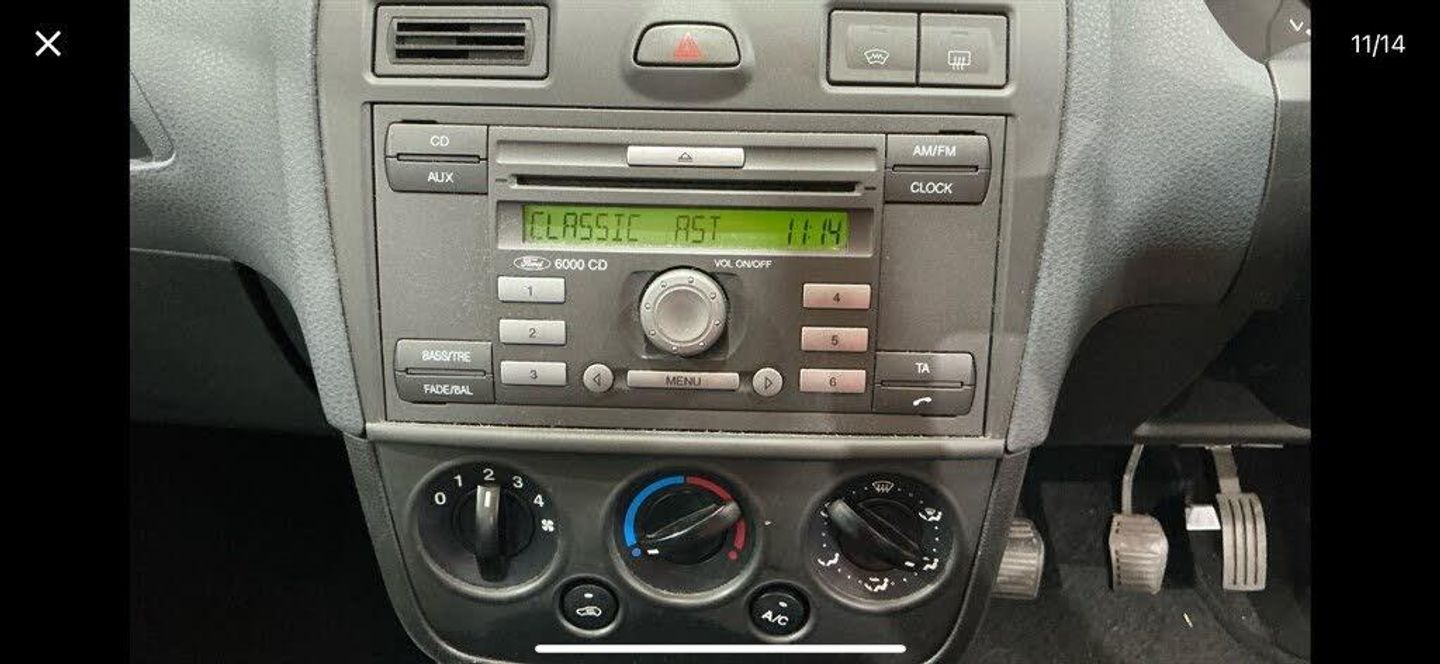 11/14
CD
AUX
AM/FM
CLOCK
CLASSIC AST 11:14
Ford 6000 CD
VOL ON/OFF
1
4
2
5
3
MENU
6
BASS/TRE
FADE/BAL
TA
0 1 2 3 4
A/C